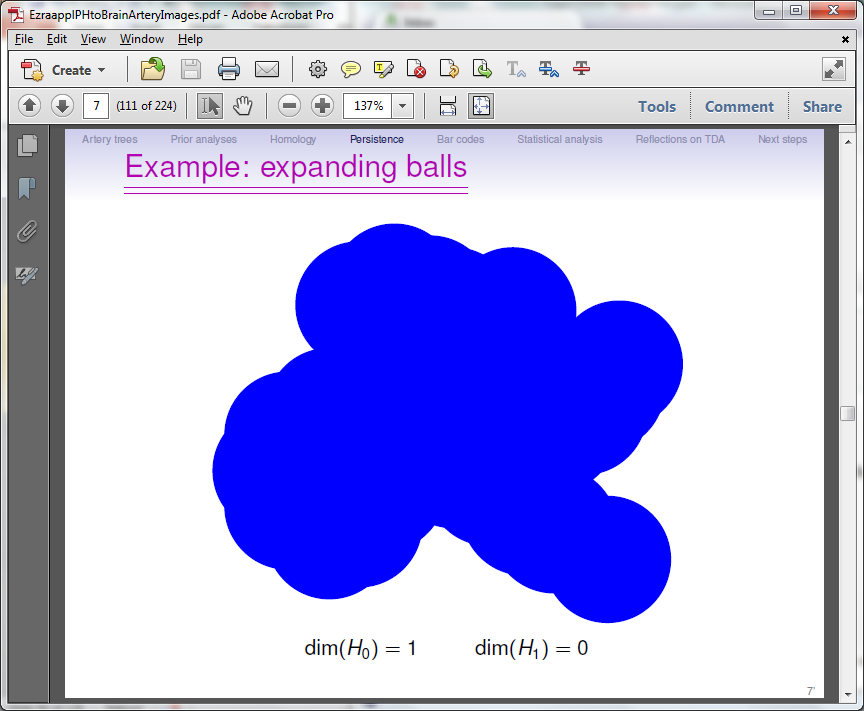 EzraapplPHtoBrainArteryImages.pdf - Adobe Acrobat Pro
File Edit View Window Help
Create
7 (111 of 224) 137% Tools Comment Share
Artery trees Prior analyses Homology Persistence Bar codes Statistical analysis Reflections on TDA Next steps
Example: expanding balls
dim(H₀) = 1 dim(H₁) = 0
7'